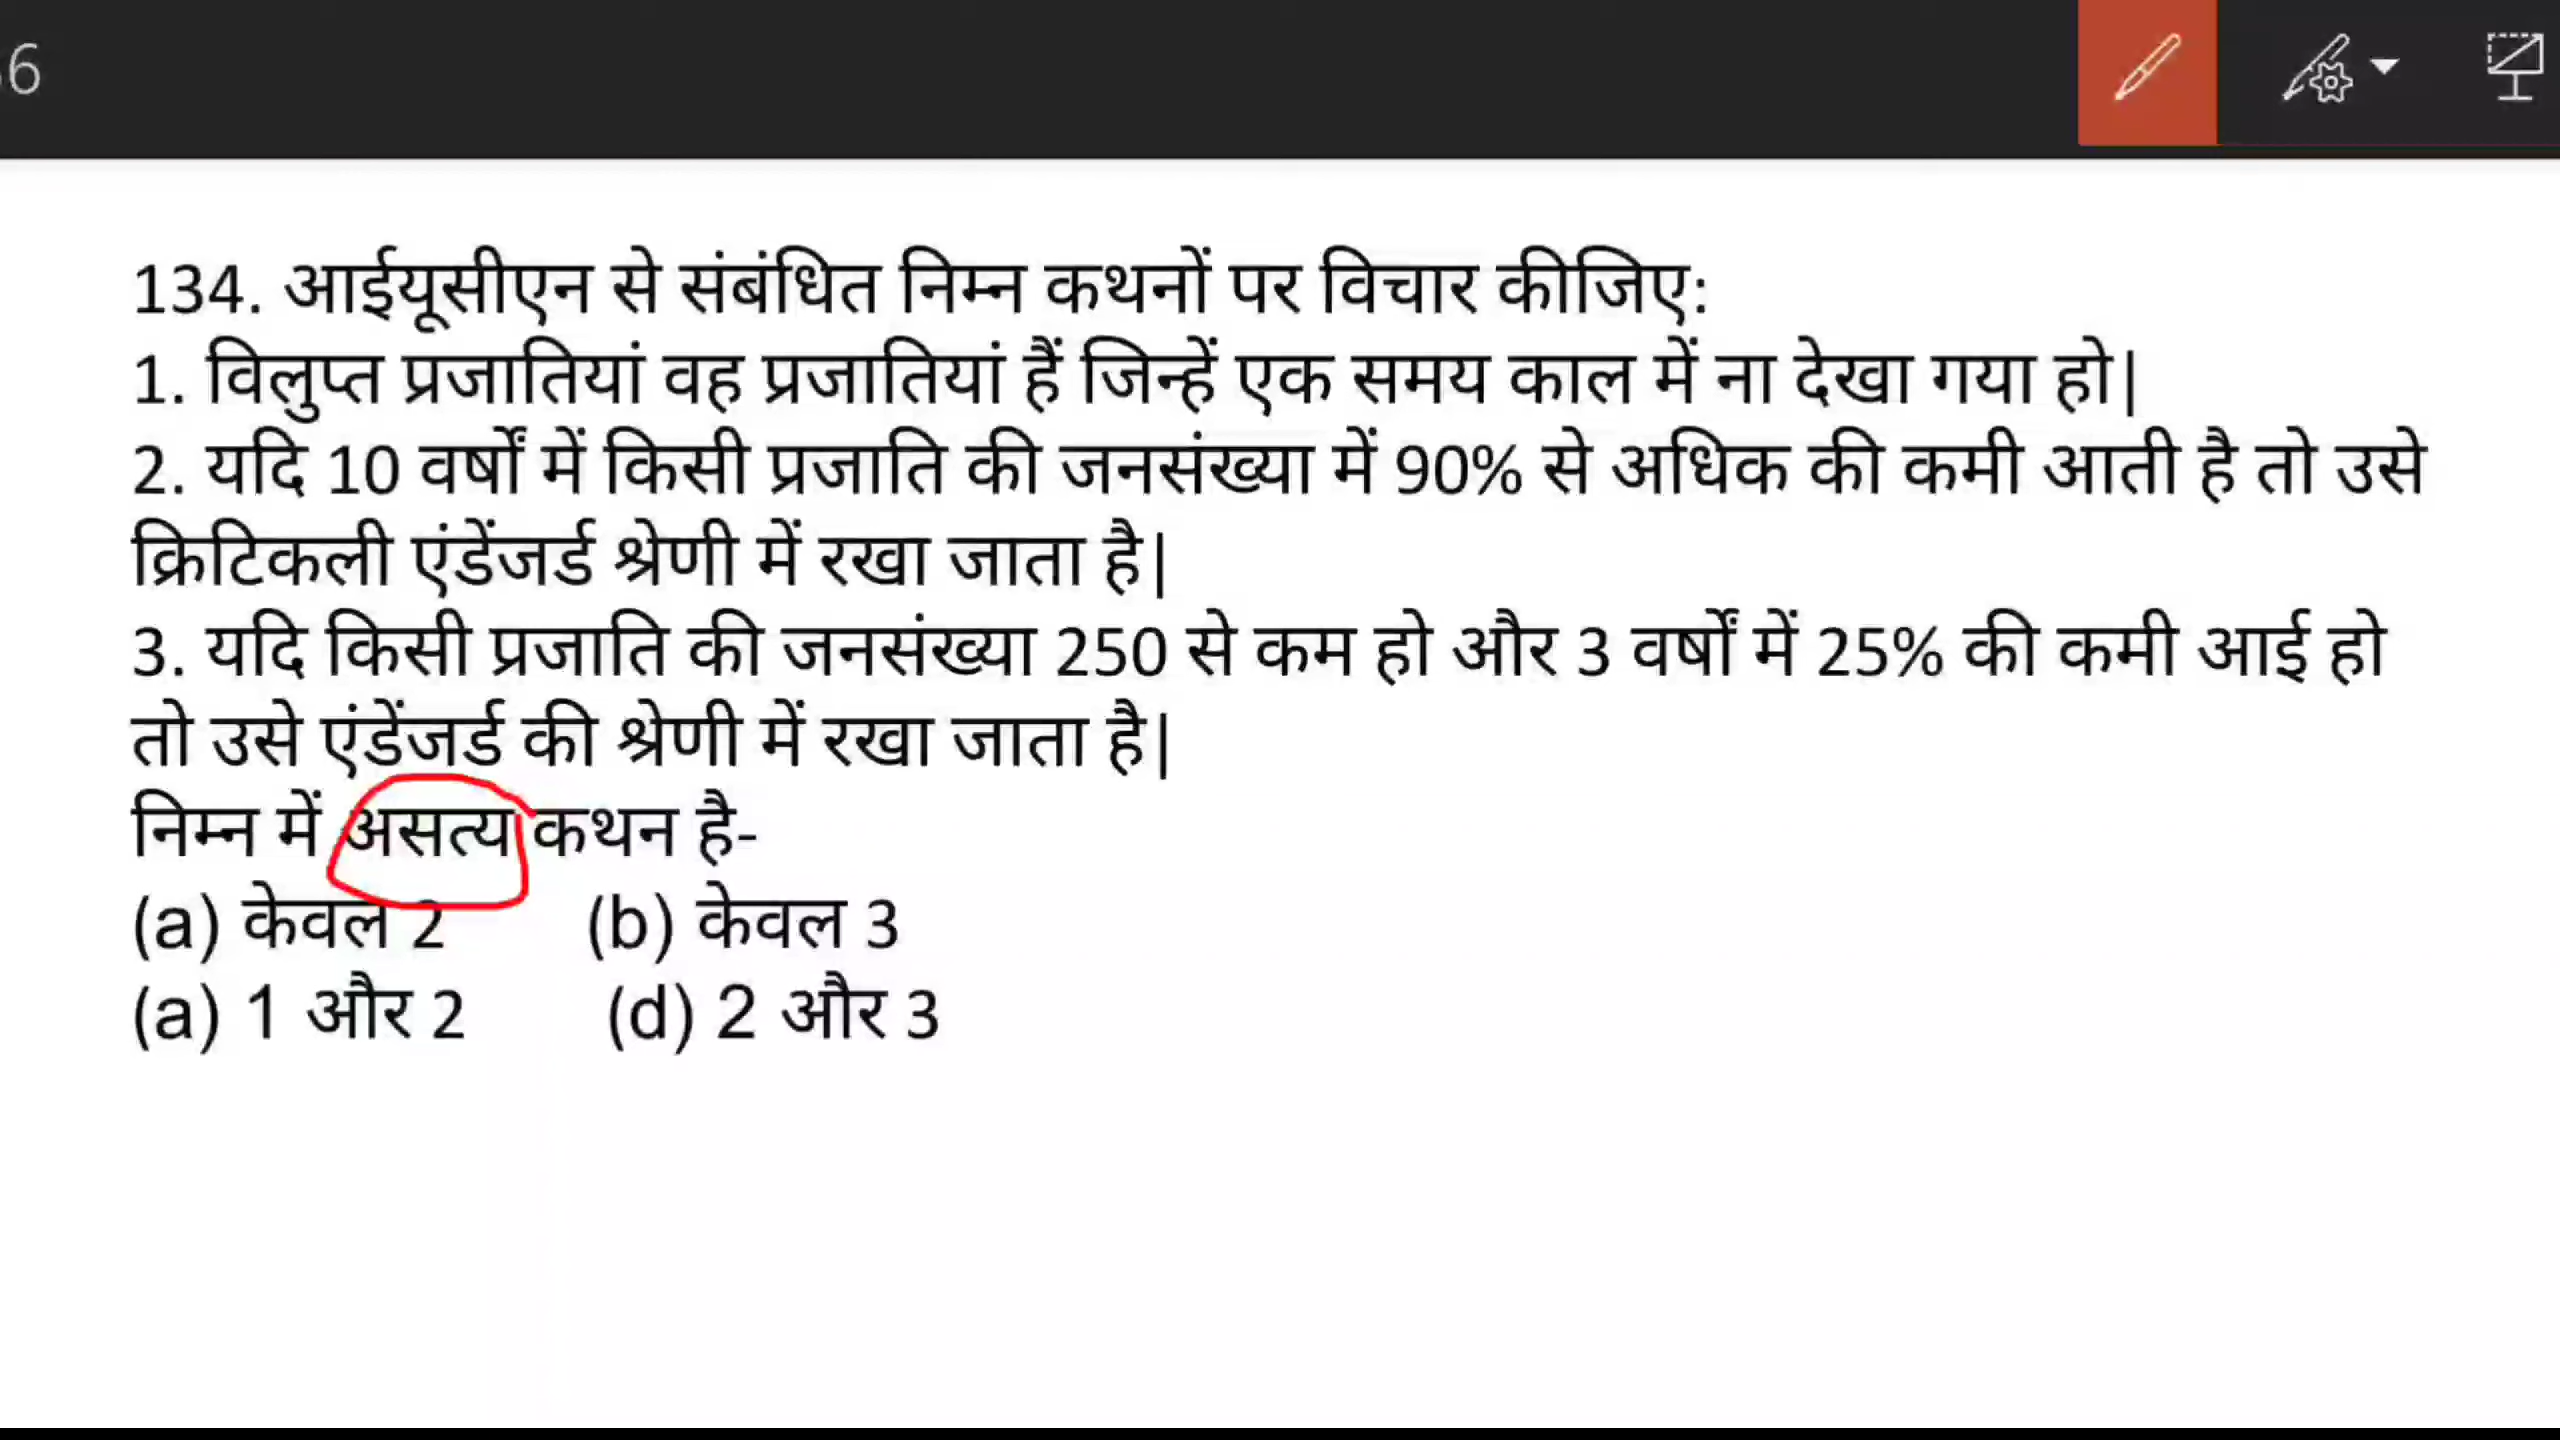 6
134. आईयूसीएन से संबंधित निम्न कथनों पर विचार कीजिए:
1. विलुप्त प्रजातियां वह प्रजातियां हैं जिन्हें एक समय काल में ना देखा गया हो|
2. यदि 10 वर्षों में किसी प्रजाति की जनसंख्या में 90% से अधिक की कमी आती है तो उसे
क्रिटिकली एंडेंजर्ड श्रेणी में रखा जाता है|
3. यदि किसी प्रजाति की जनसंख्या 250 से कम हो और 3 वर्षों में 25% की कमी आई हो
तो उसे एंडेंजर्ड की श्रेणी में रखा जाता है|
निम्न में असत्य कथन है-
(a) केवल 2 (b) केवल 3
(a) 1 और 2 (d) 2 और 3